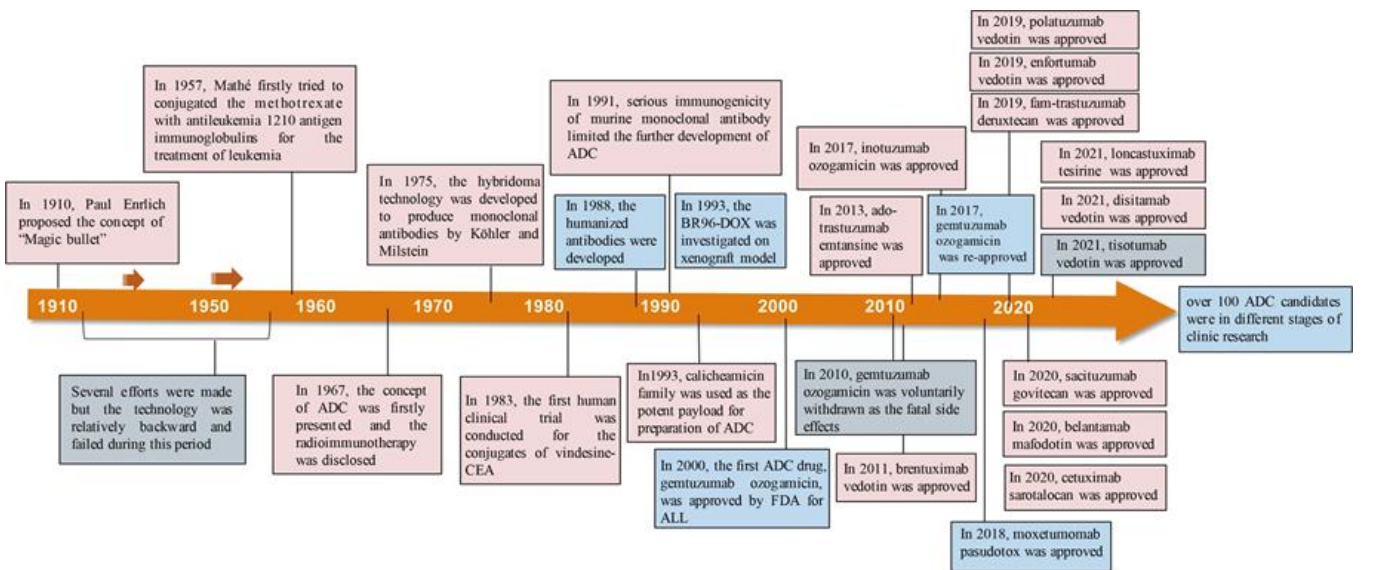 In 1910, Paul Enrlich
proposed the concept of
“Magic bullet”
In 1957, Mathé firstly tried to
conjugated the methotrexate
with antileukemia 1210 antigen
immunoglobulins for the
treatment of leukemia
In 1975, the hybridoma
technology was developed
to produce monoclonal
antibodies by Köhler and
Milstein
In 1991, serious immunogenicity
of murine monoclonal antibody
limited the further development of
ADC
In 1988, the
humanized
antibodies were
developed
In 1993, the
BR96-DOX was
investigated on
xenograft model
In 2017, inotuzumab
ozogamicin was approved
In 2013, ado-
trastuzumab
emtansine was
approved
In 2017,
gemtuzumab
ozogamicin
was re-approved
In 2019, polatuzumab
vedotin was approved
In 2019, enfortumab
vedotin was approved
In 2019, fam-trastuzumab
deruxtecan was approved
In 2021, loncastuximab
tesirine was approved
In 2021, disitamab
vedotin was approved
In 2021, tisotumab
vedotin was approved
1910 1950 1960 1970 1980 1990 2000 2010 2020
over 100 ADC candidates
were in different stages of
clinic research
Several efforts were made
but the technology was
relatively backward and
failed during this period
In 1967, the concept
of ADC was firstly
presented and the
radioimmunotherapy
was disclosed
In 1983, the first human
clinical trial was
conducted for the
conjugates of vindesine-
CEA
In1993, calicheamicin
family was used as the
potent payload for
preparation of ADC
In 2000, the first ADC drug,
gemtuzumab ozogamicin,
was approved by FDA for
ALL
In 2010, gemtuzumab
ozogamicin was voluntarily
withdrawn as the fatal side
effects
In 2011, brentuximab
vedotin was approved
In 2018, moxetumomab
pasudotox was approved
In 2020, sacituzumab
govitecan was approved
In 2020, belantamab
mafodotin was approved
In 2020, cetuximab
sarotalocan was approved